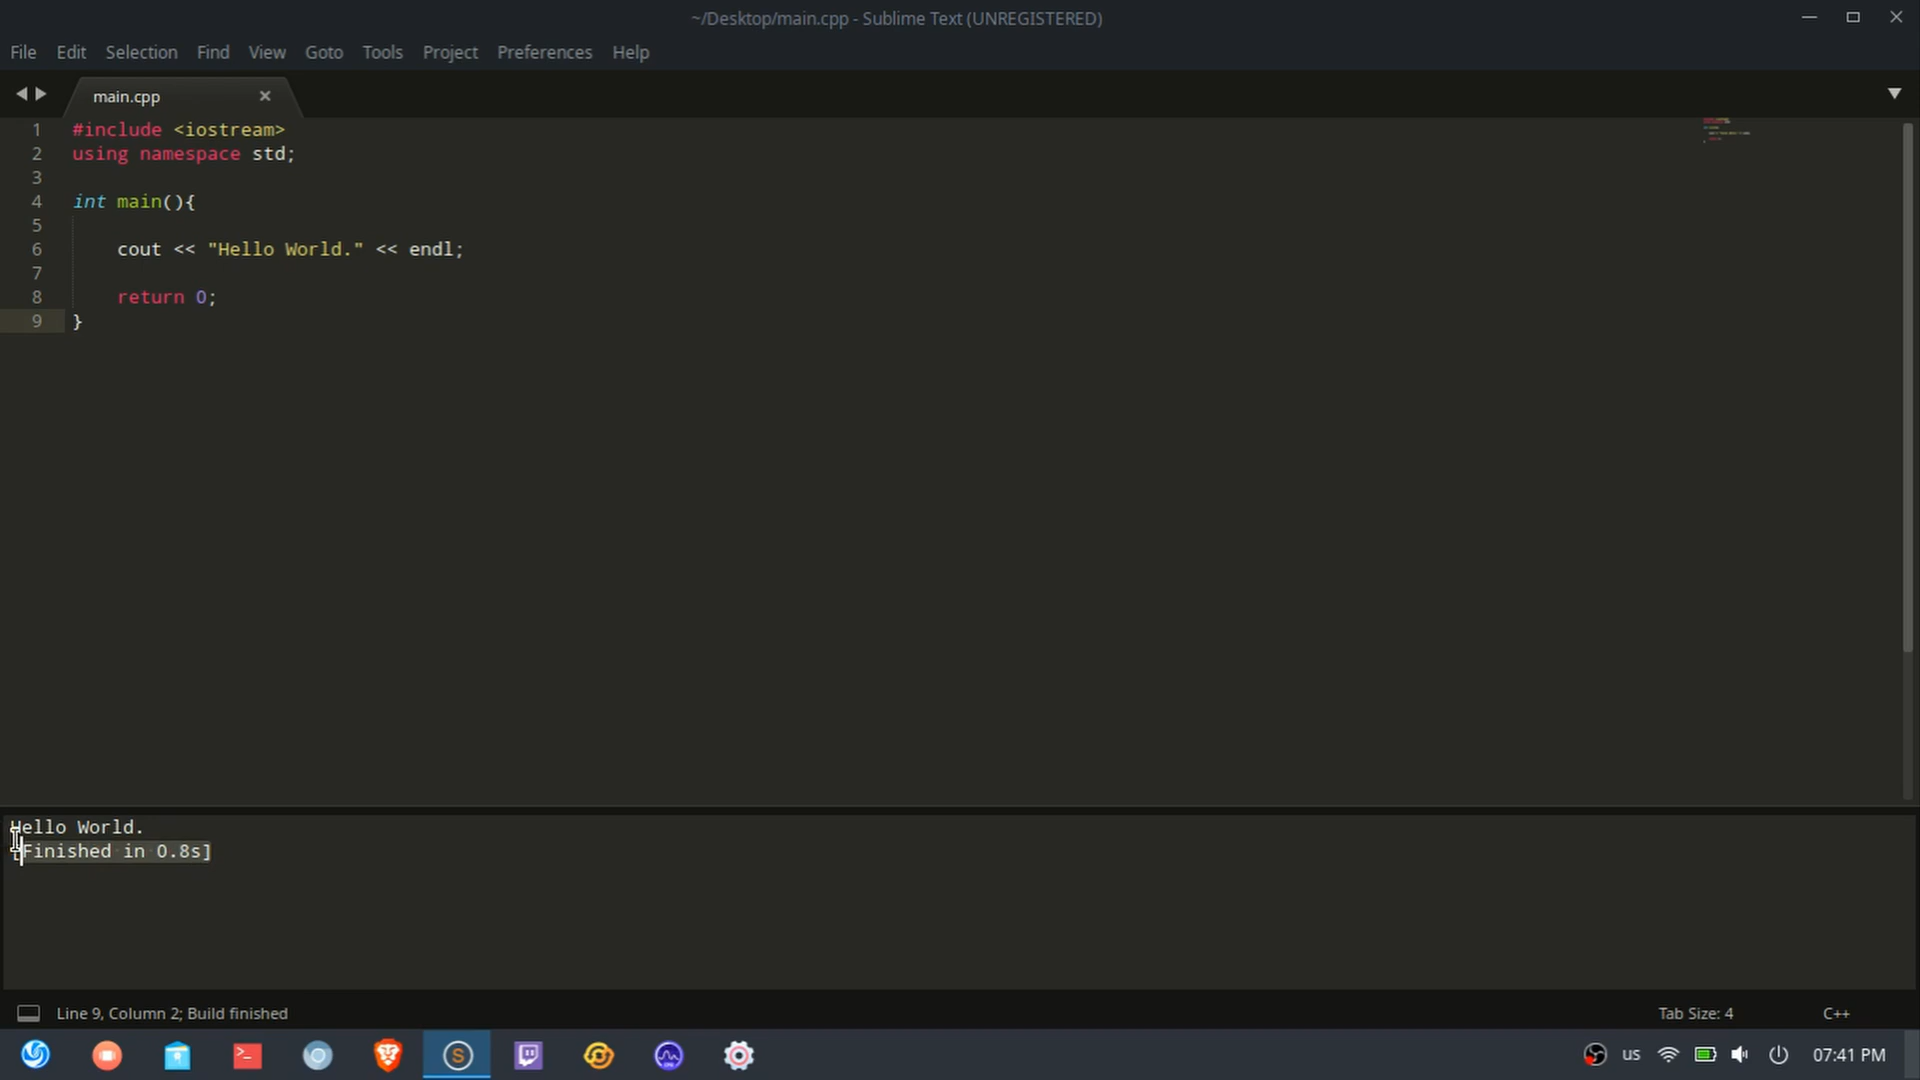 ~/Desktop/main.cpp - Sublime Text (UNREGISTERED)
File Edit Selection Find View Goto Tools Project Preferences Help
main.cpp
1 #include <iostream>
2 using namespace std;
3
4 int main(){
5
6 cout << "Hello World." << endl;
7
8 return 0;
9 }
Hello World.
[Finished in 0.8s]
Line 9, Column 2; Build finished
Tab Size: 4
C++
us
07:41 PM